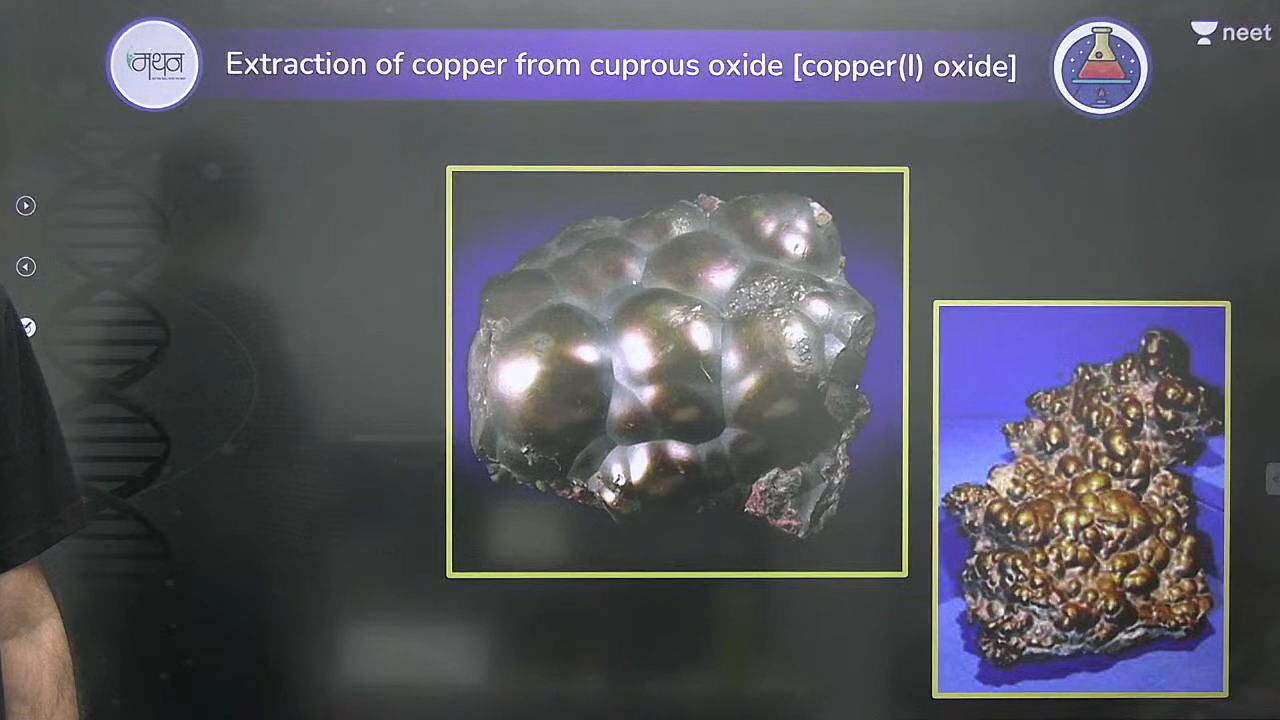 मंथन
Extraction of copper from cuprous oxide [copper(I) oxide]
neet